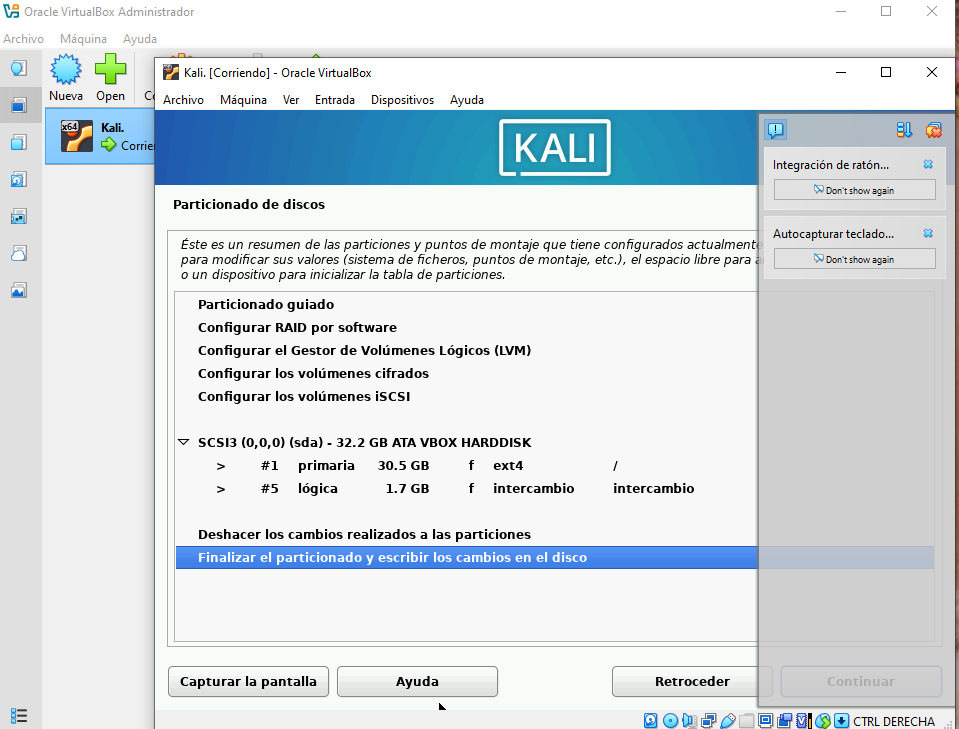 Oracle VirtualBox Administrador
Archivo Máquina Ayuda
Nueva Open
x64 Kali.
Corrie
Kali. [Corriendo] - Oracle VirtualBox
Archivo Máquina Ver Entrada Dispositivos Ayuda
KALI
Particionado de discos
Éste es un resumen de las particiones y puntos de montaje que tiene configurados actualmente
para modificar sus valores (sistema de ficheros, puntos de montaje, etc.), el espacio libre para a
o un dispositivo para inicializar la tabla de particiones.
Particionado guiado
Configurar RAID por software
Configurar el Gestor de Volúmenes Lógicos (LVM)
Configurar los volúmenes cifrados
Configurar los volúmenes iSCSI
SCSI3 (0,0,0) (sda) - 32.2 GB ATA VBOX HARDDISK
> #1 primaria 30.5 GB f ext4 /
> #5 lógica 1.7 GB f intercambio intercambio
Deshacer los cambios realizados a las particiones
Finalizar el particionado y escribir los cambios en el disco
Integración de ratón...
Don't show again
Autocapturar teclado...
Don't show again
Capturar la pantalla Ayuda Retroceder Continuar
CTRL DERECHA